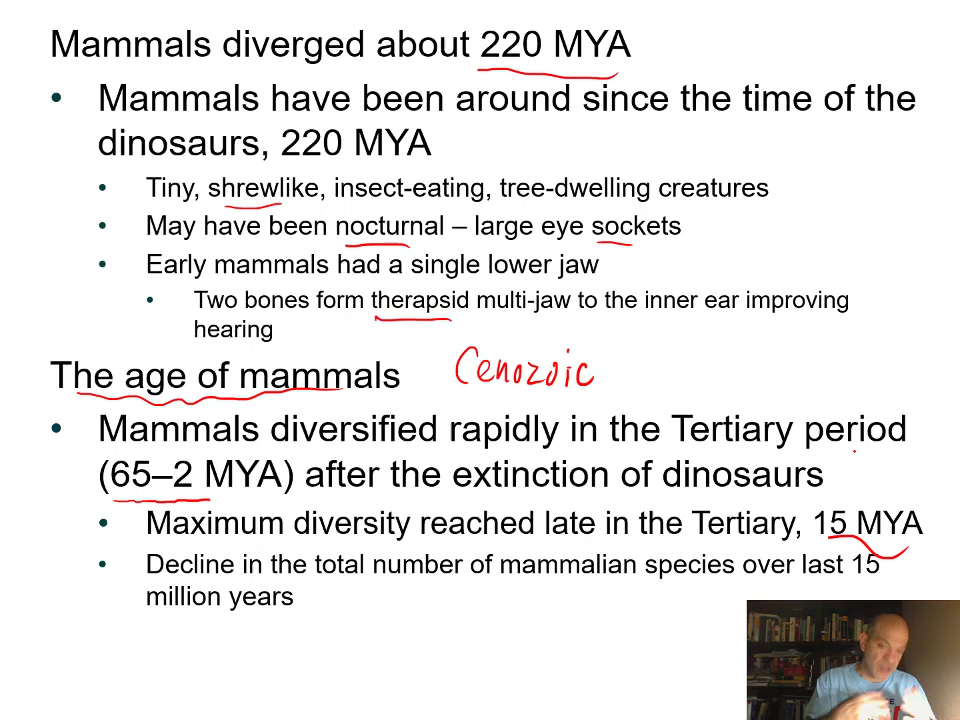 Mammals diverged about 220 MYA
• Mammals have been around since the time of the
dinosaurs, 220 MYA
• Tiny, shrewlike, insect-eating, tree-dwelling creatures
• May have been nocturnal – large eye sockets
• Early mammals had a single lower jaw
• Two bones form therapsid multi-jaw to the inner ear improving
hearing
The age of mammals Cenozoic
• Mammals diversified rapidly in the Tertiary period
(65–2 MYA) after the extinction of dinosaurs
• Maximum diversity reached late in the Tertiary, 15 MYA
• Decline in the total number of mammalian species over last 15
million years